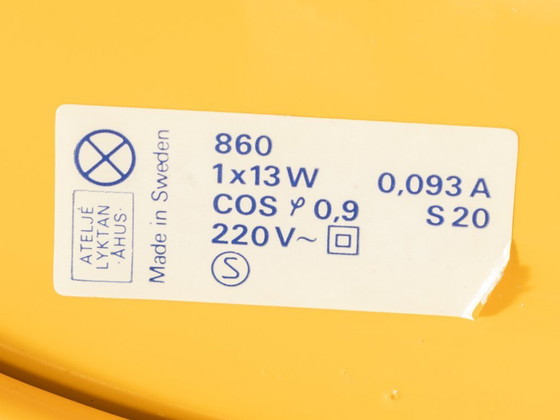 ATELJÉ
LYKTAN
·ÅHUS·
Made in Sweden
860
1x13W
COS φ 0,9
220V~
S
0,093 A
S 20